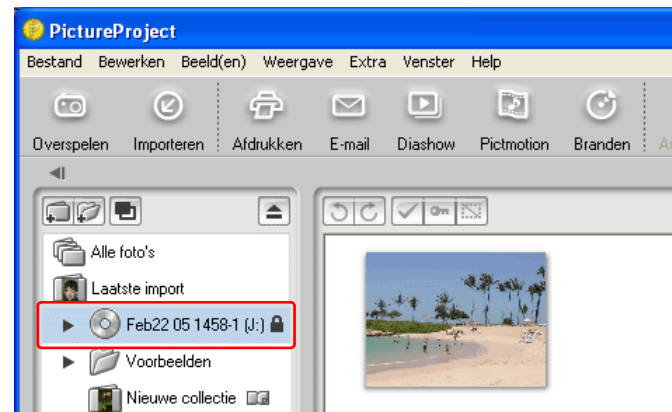 PictureProject
Bestand Bewerken Beeld(en) Weergave Extra Venster Help
Overspelen Importeren Afdrukken E-mail Diashow Pictmotion Branden
Alle foto's
Laatste import
Feb22 05 1458-1 (J:)
Voorbeelden
Nieuwe collectie